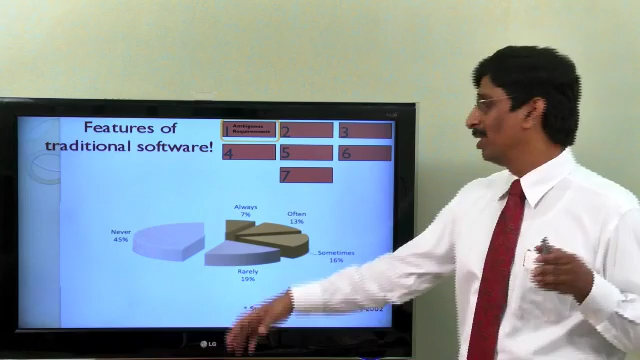 Features of
traditional software!
1 Ambiguous
Requirements
2
3
4
5
6
7
Always
7%
Often
13%
Never
45%
Sometimes
16%
Rarely
19%
2002
LG